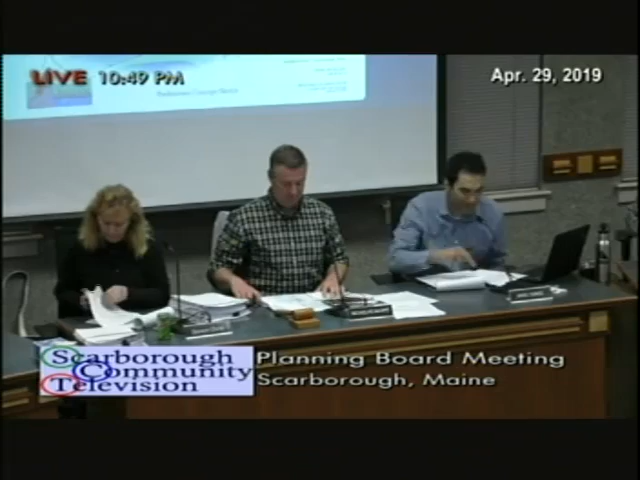 LIVE 10:49 PM
Apr. 29, 2019
Scarborough
Community
Television
Planning Board Meeting
Scarborough, Maine